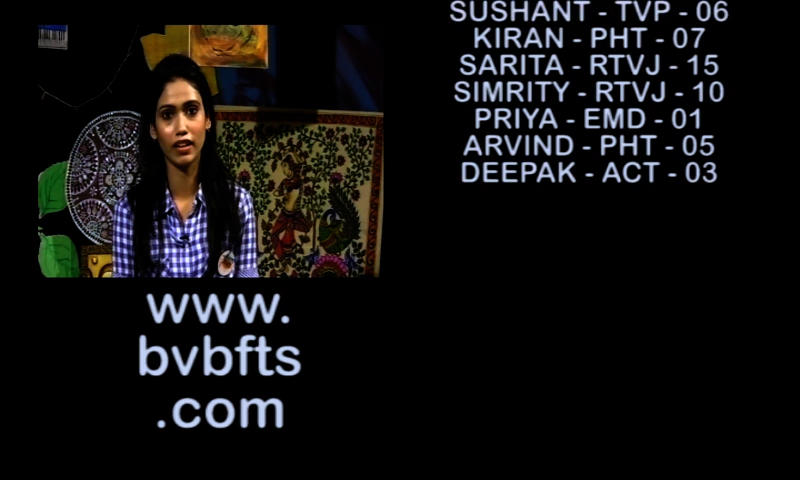 SUSHANT - TVP - 06
KIRAN - PHT - 07
SARITA - RTVJ - 15
SIMRITY - RTVJ - 10
PRIYA - EMD - 01
ARVIND - PHT - 05
DEEPAK - ACT - 03
www.
bvbfts
.com